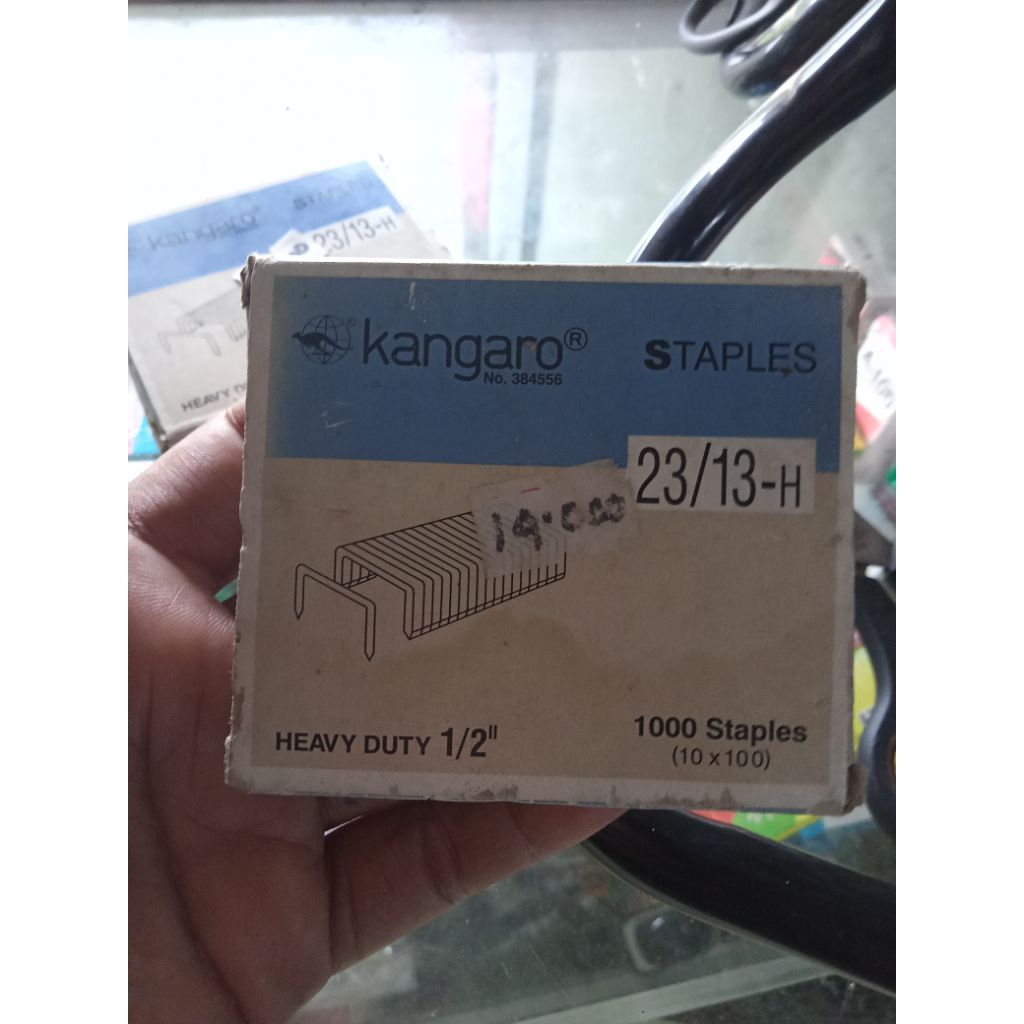 kangaro®
STAPLES
23/13-H
HEAVY
kangaro®
No. 384556
STAPLES
23/13-H
14.000
HEAVY DUTY 1/2"
1000 Staples
(10 x 100)